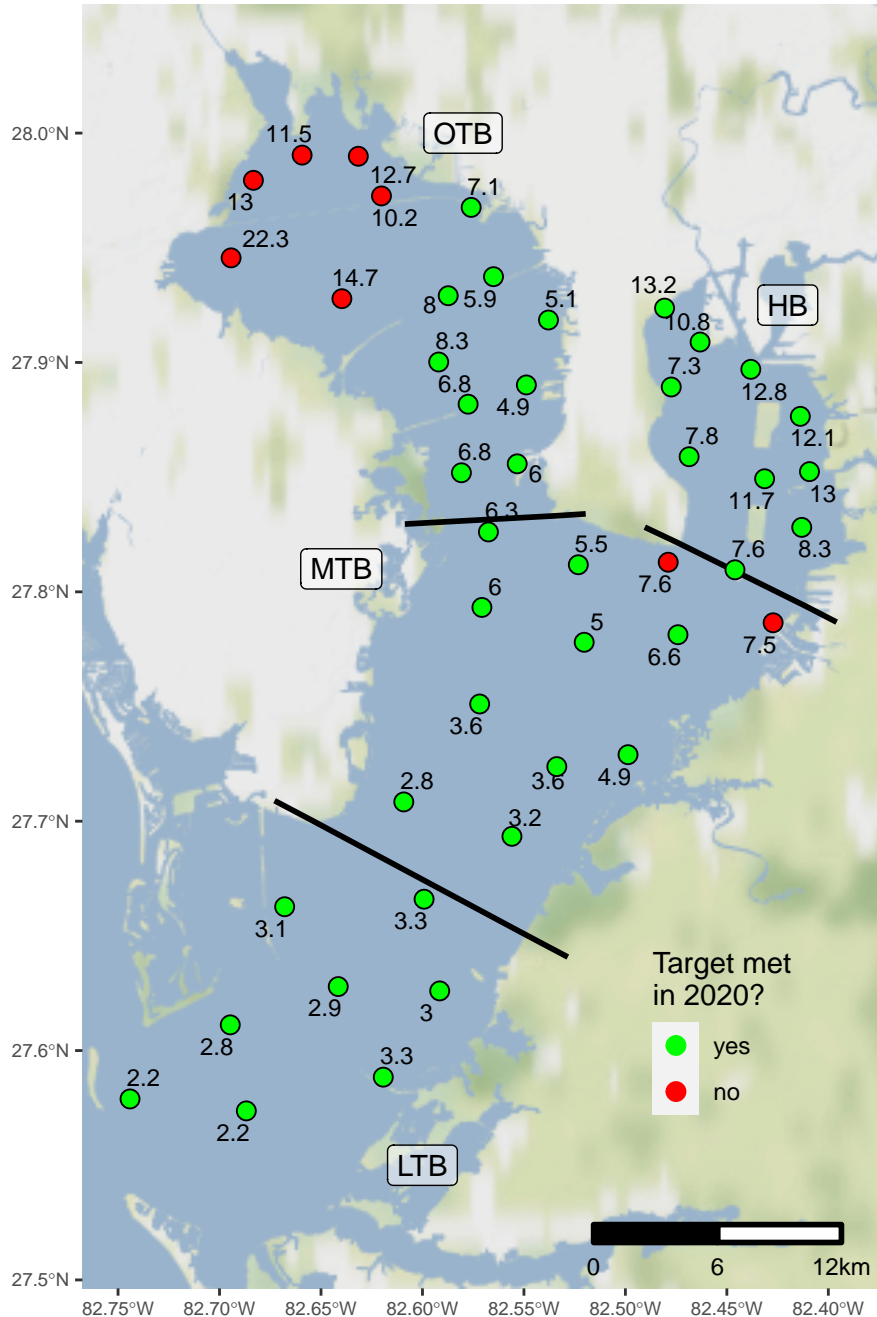 28.0°N
27.9°N
27.8°N
27.7°N
27.6°N
27.5°N
OTB
11.5
12.7
13
10.2
7.1
22.3
14.7
8
5.9
5.1
8.3
6.8
4.9
6.8
6
13.2
10.8
HB
7.3
12.8
12.1
7.8
11.7
13
8.3
6.3
MTB
5.5
7.6
7.6
6
5
6.6
7.5
3.6
3.6
4.9
2.8
3.2
3.1
3.3
2.9
3
2.8
3.3
2.2
2.2
LTB
Target met
in 2020?
yes
no
0 6 12km
82.75°W 82.70°W 82.65°W 82.60°W 82.55°W 82.50°W 82.45°W 82.40°W